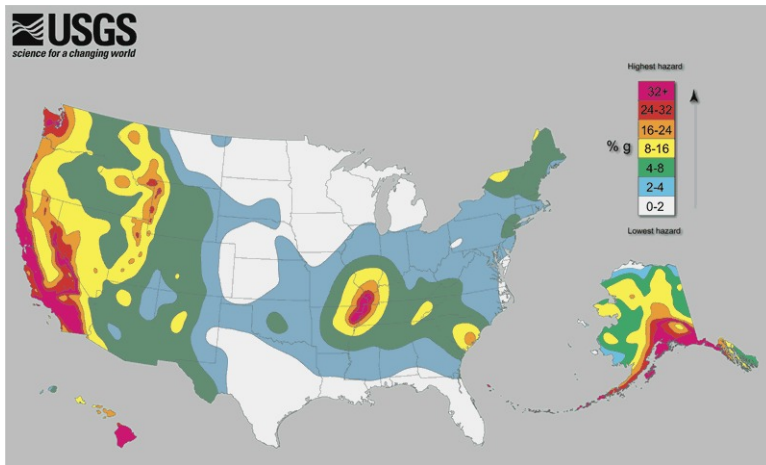 USGS
science for a changing world
Highest hazard
32+
24-32
16-24
% g
8-16
4-8
2-4
0-2
Lowest hazard